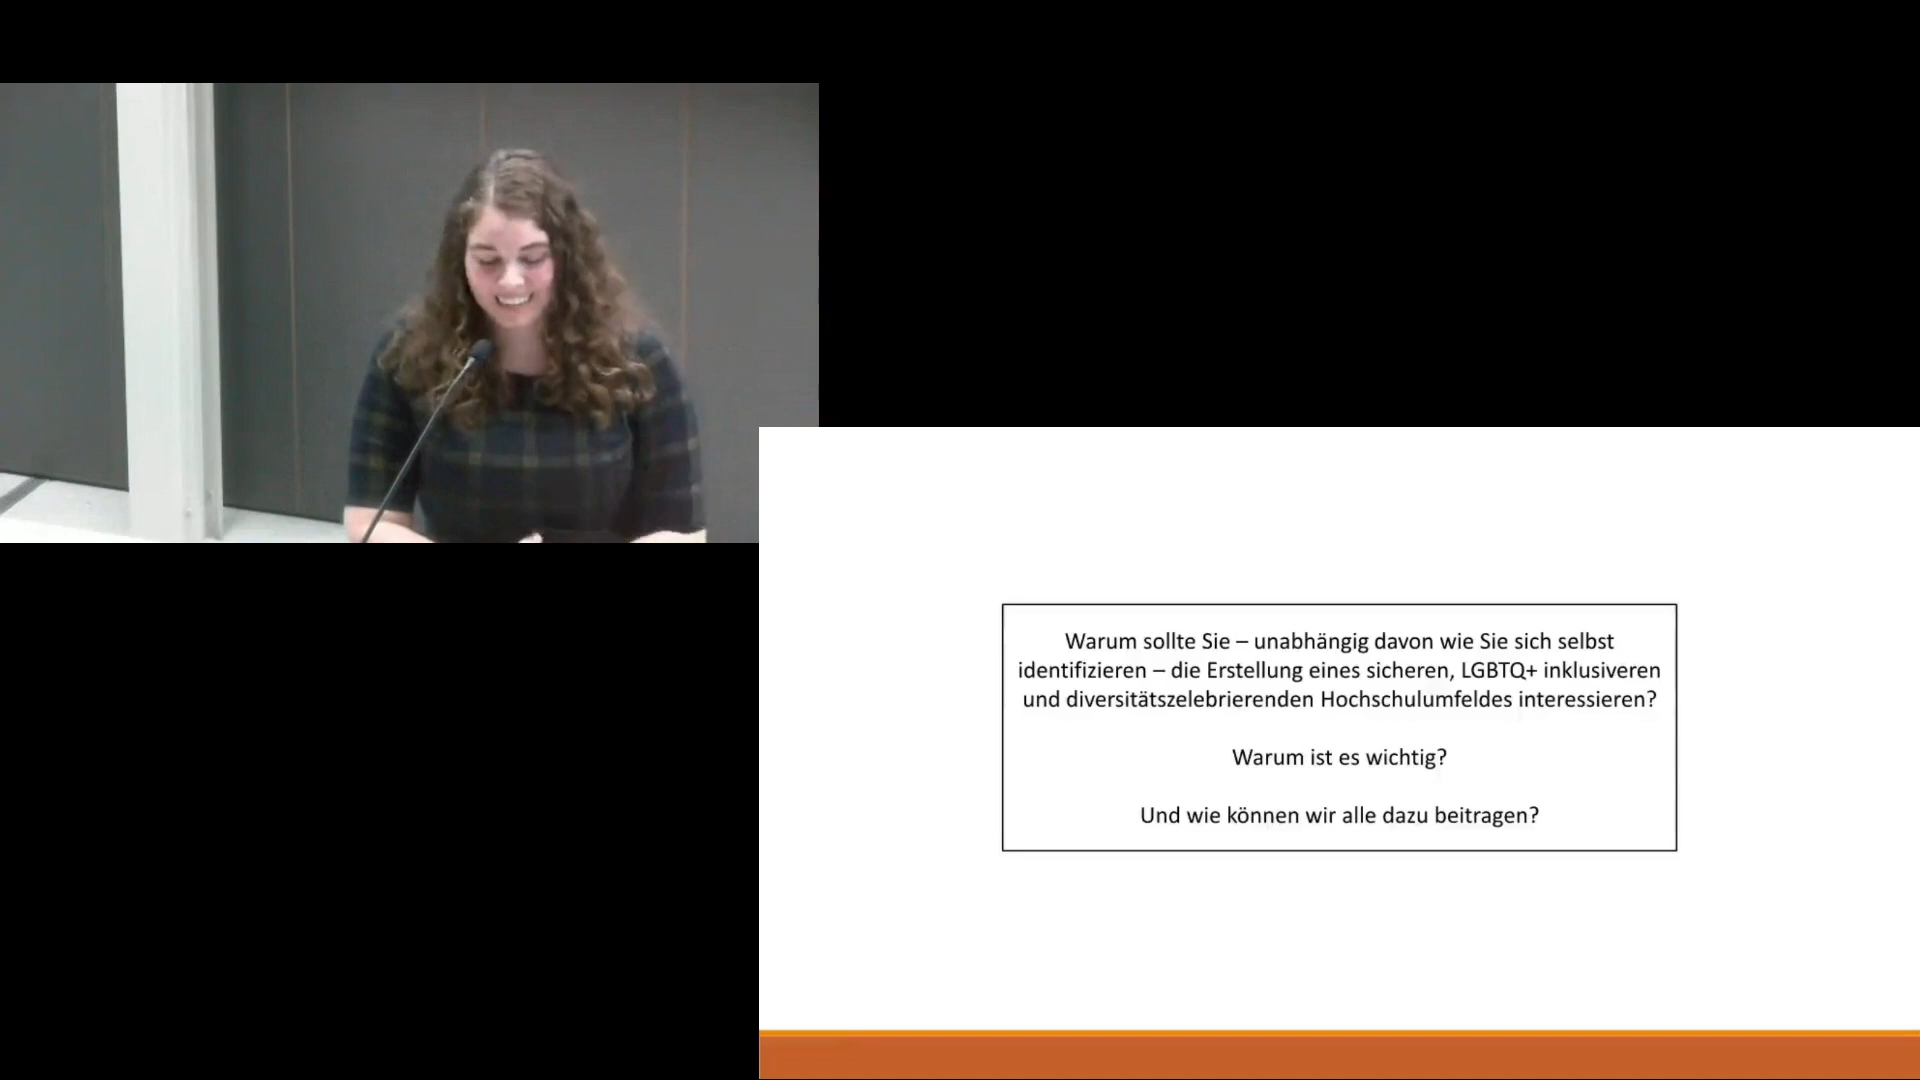 Warum sollte Sie – unabhängig davon wie Sie sich selbst
identifizieren – die Erstellung eines sicheren, LGBTQ+ inklusiveren
und diversitätszelebrierenden Hochschulumfeldes interessieren?
Warum ist es wichtig?
Und wie können wir alle dazu beitragen?